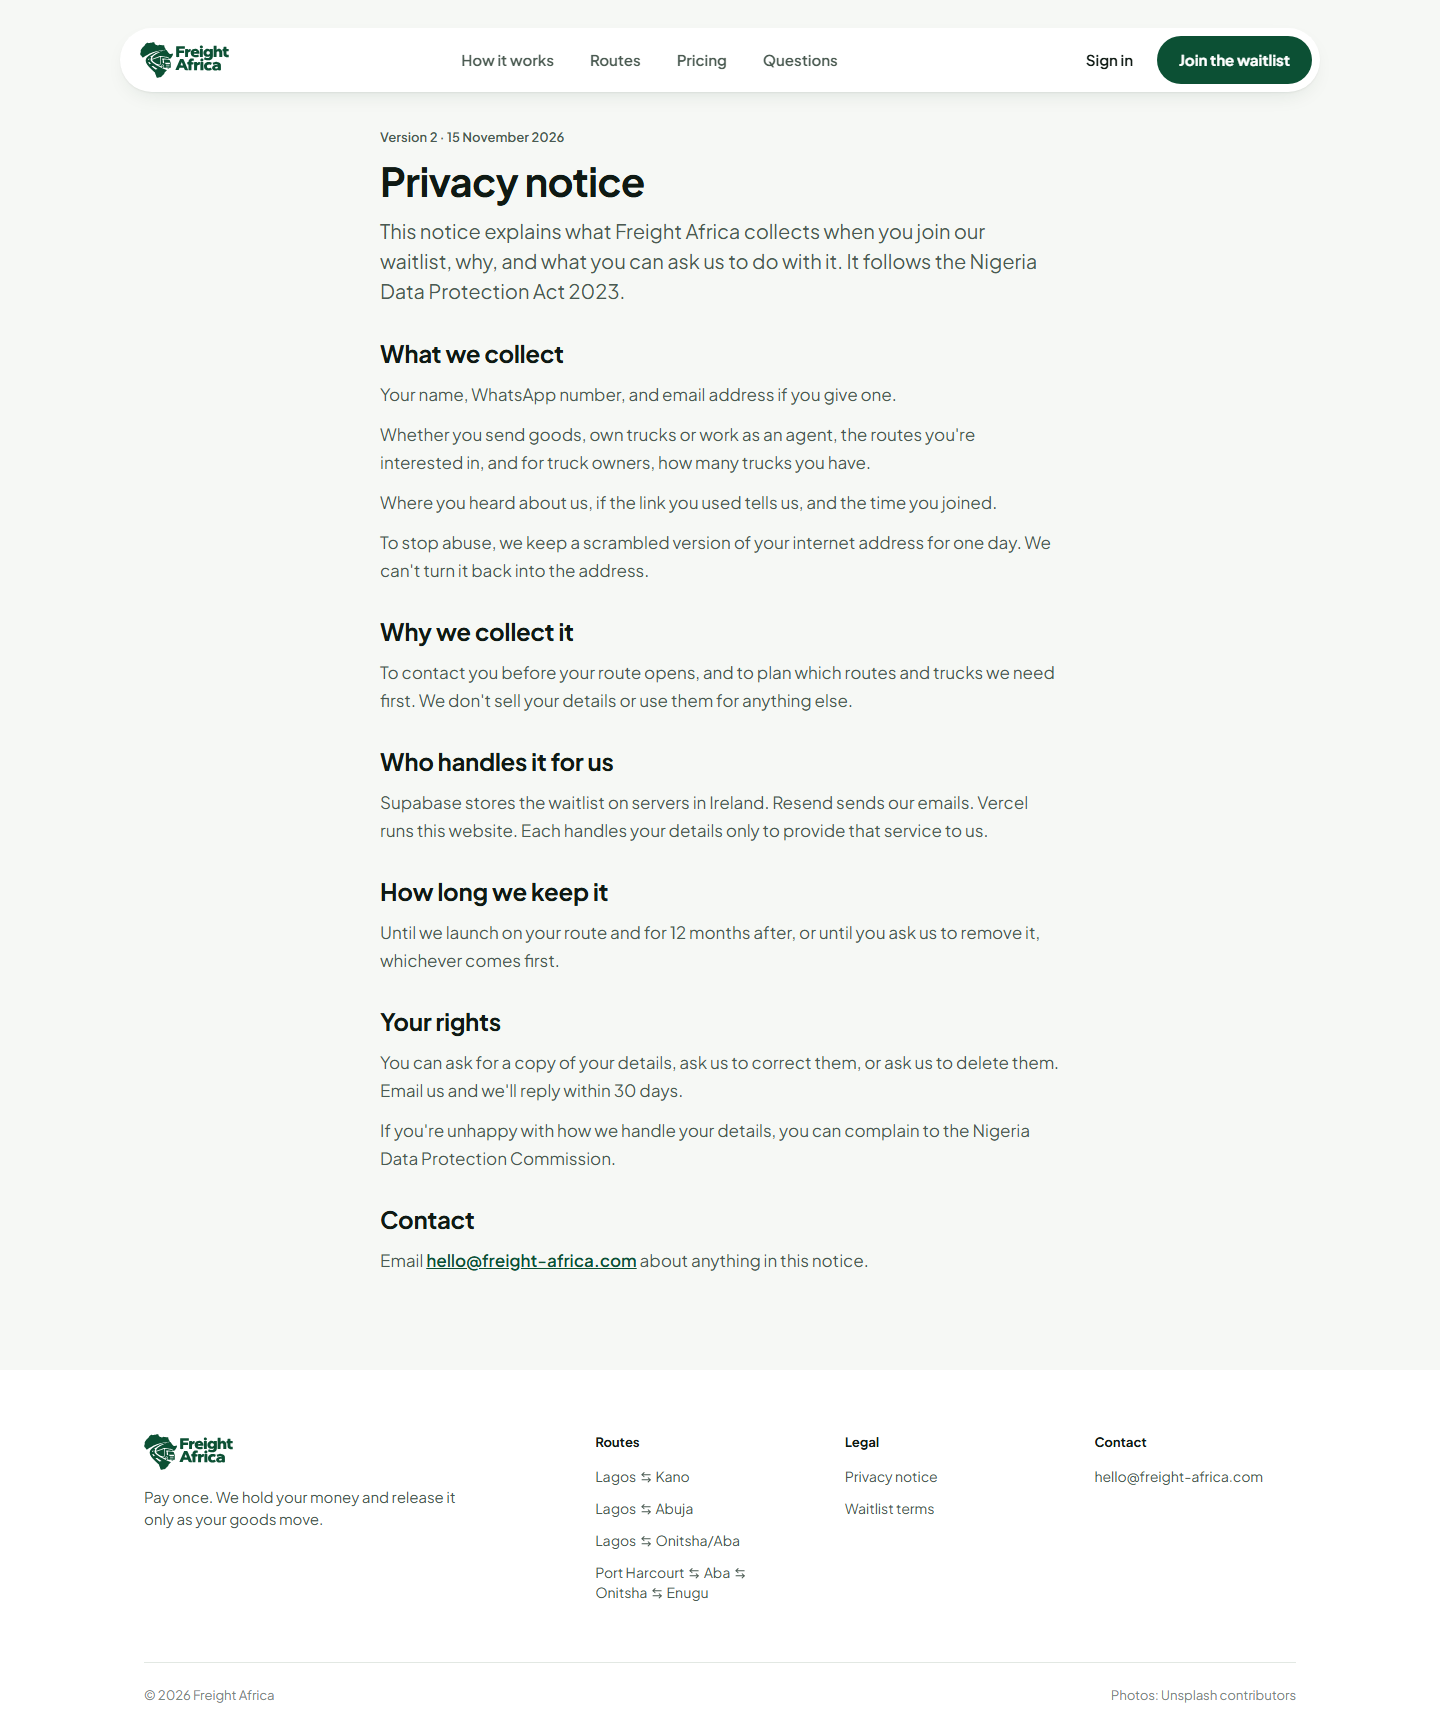 Freight
Africa
How it works
Routes
Pricing
Questions
Sign in
Join the waitlist
Version 2 · 15 November 2026
Privacy notice
This notice explains what Freight Africa collects when you join our
waitlist, why, and what you can ask us to do with it. It follows the Nigeria
Data Protection Act 2023.
What we collect
Your name, WhatsApp number, and email address if you give one.
Whether you send goods, own trucks or work as an agent, the routes you're
interested in, and for truck owners, how many trucks you have.
Where you heard about us, if the link you used tells us, and the time you joined.
To stop abuse, we keep a scrambled version of your internet address for one day. We
can't turn it back into the address.
Why we collect it
To contact you before your route opens, and to plan which routes and trucks we need
first. We don't sell your details or use them for anything else.
Who handles it for us
Supabase stores the waitlist on servers in Ireland. Resend sends our emails. Vercel
runs this website. Each handles your details only to provide that service to us.
How long we keep it
Until we launch on your route and for 12 months after, or until you ask us to remove it,
whichever comes first.
Your rights
You can ask for a copy of your details, ask us to correct them, or ask us to delete them.
Email us and we'll reply within 30 days.
If you're unhappy with how we handle your details, you can complain to the Nigeria
Data Protection Commission.
Contact
Email hello@freight-africa.com about anything in this notice.
Freight
Africa
Pay once. We hold your money and release it
only as your goods move.
Routes
Lagos ⇆ Kano
Lagos ⇆ Abuja
Lagos ⇆ Onitsha/Aba
Port Harcourt ⇆ Aba ⇆
Onitsha ⇆ Enugu
Legal
Privacy notice
Waitlist terms
Contact
hello@freight-africa.com
© 2026 Freight Africa
Photos: Unsplash contributors